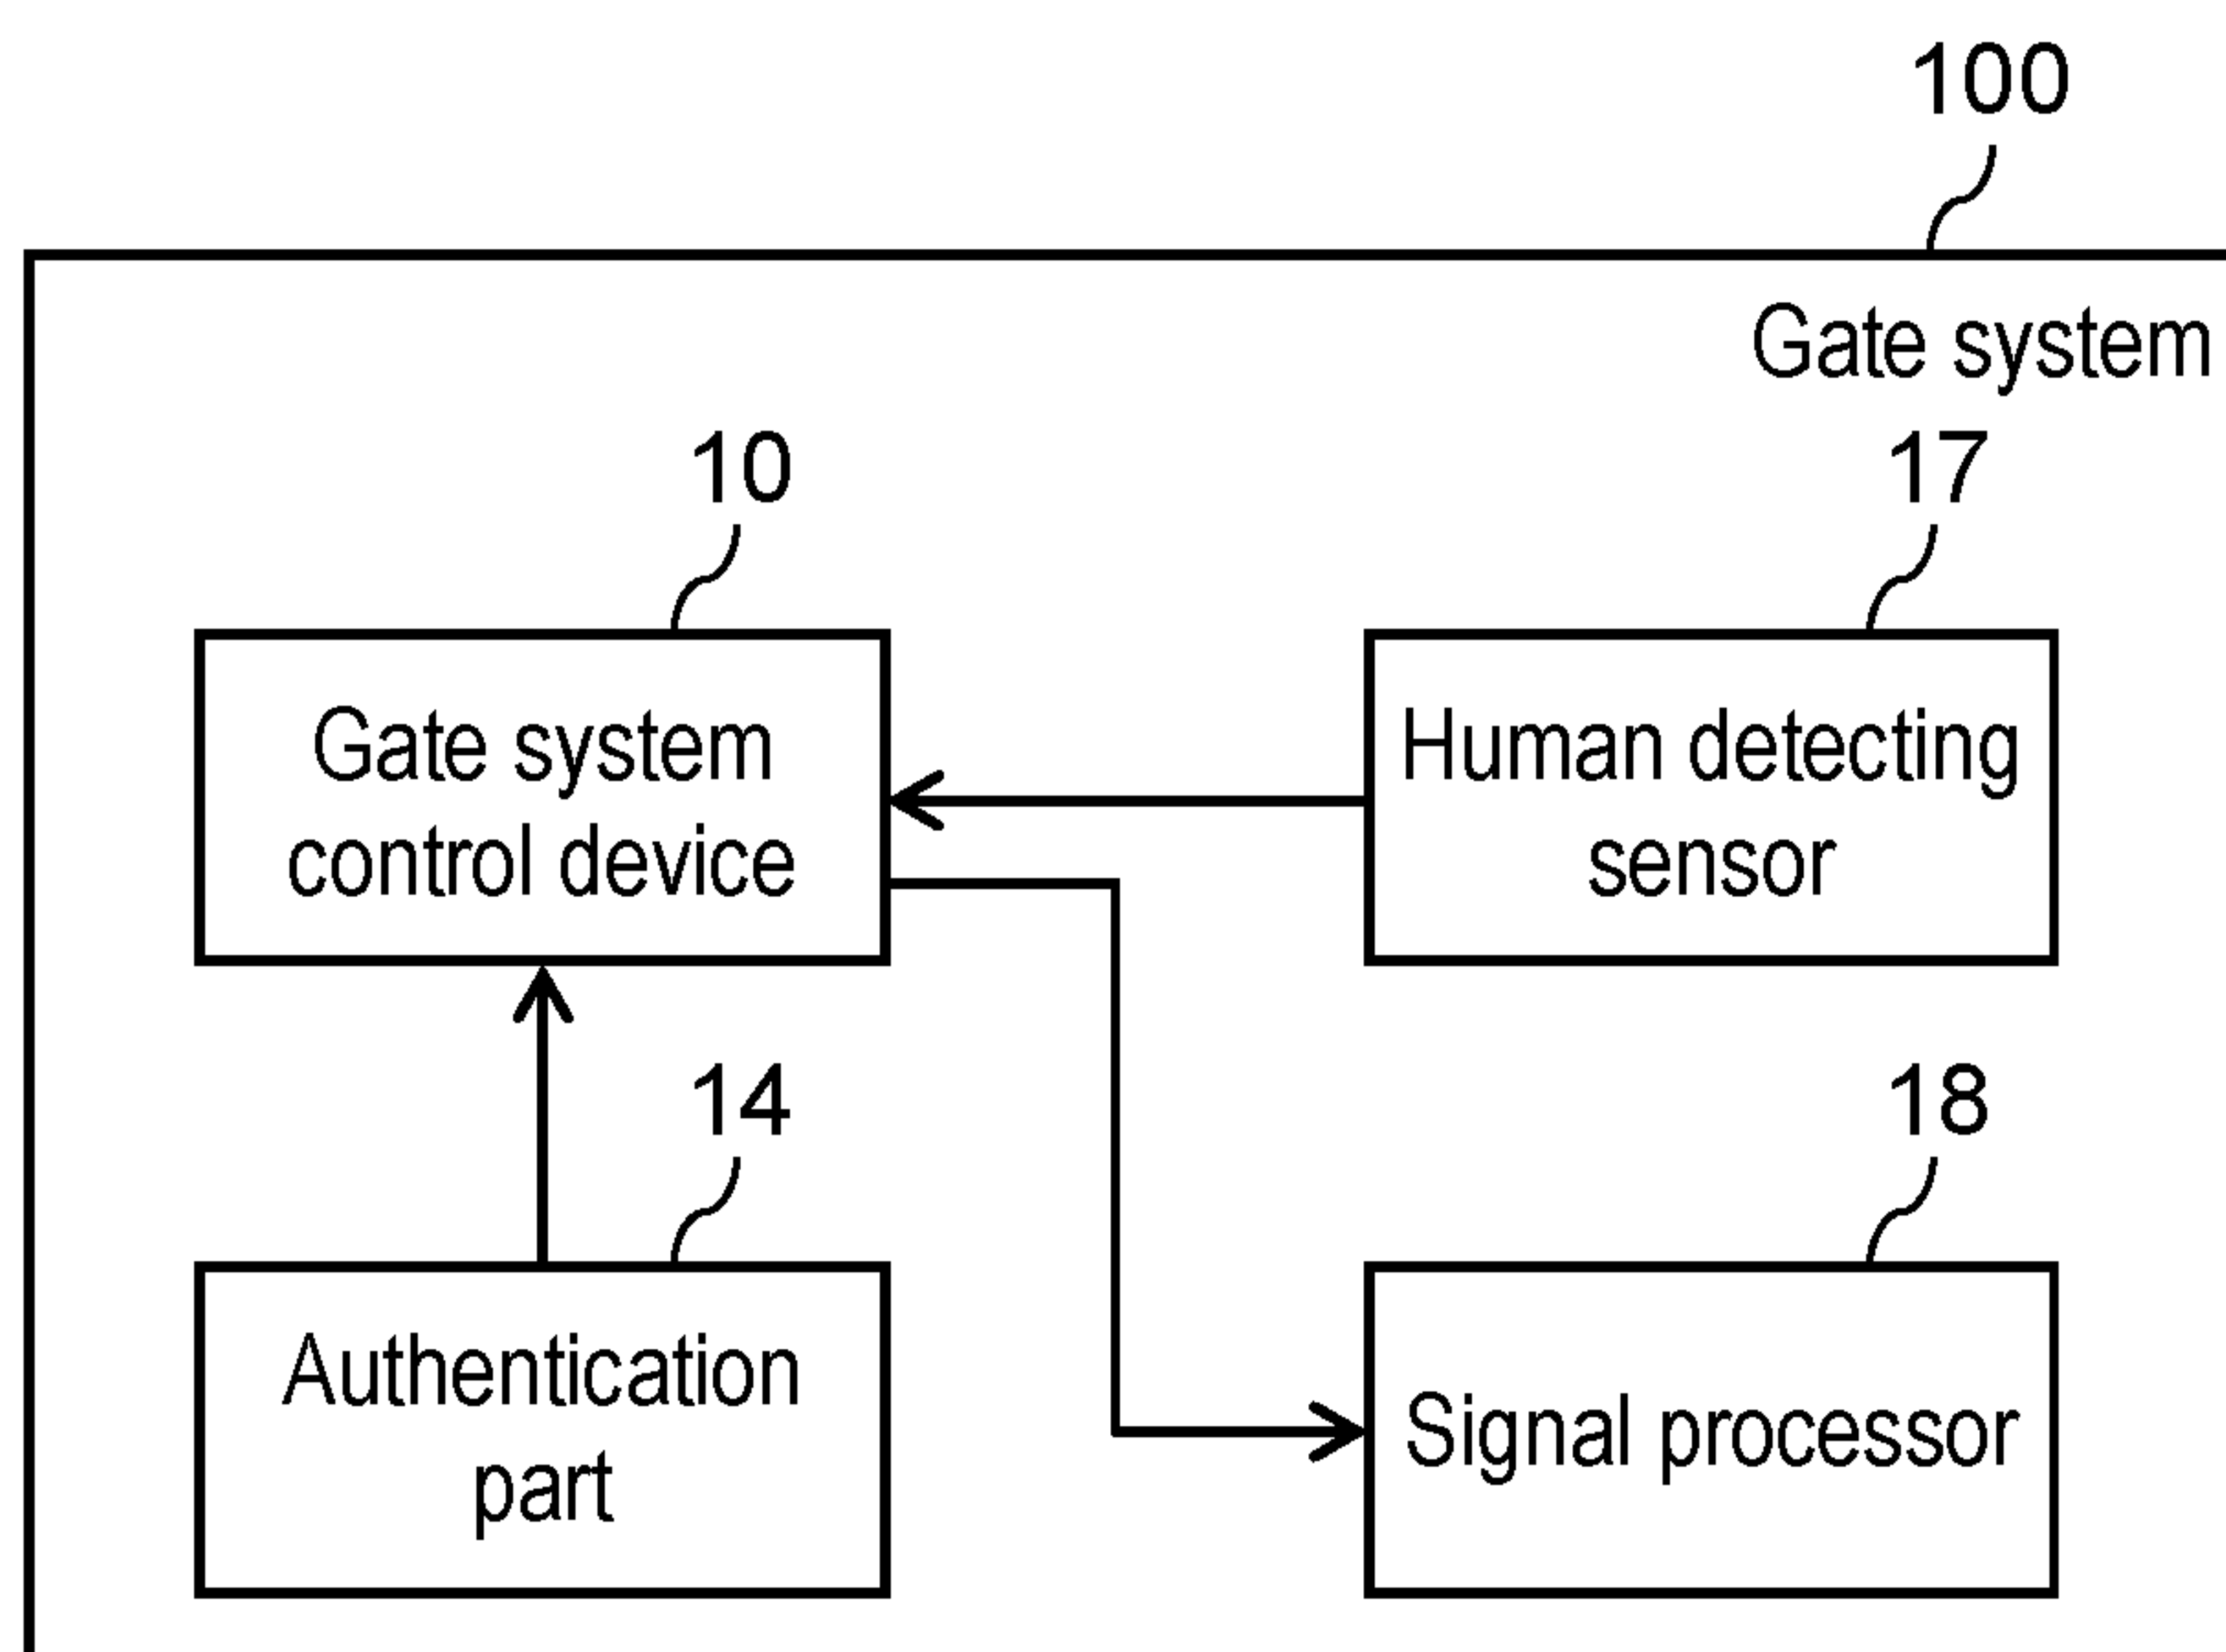 100
Gate system
10
17
Gate system
control device
Human detecting
sensor
14
18
Authentication
part
Signal processor